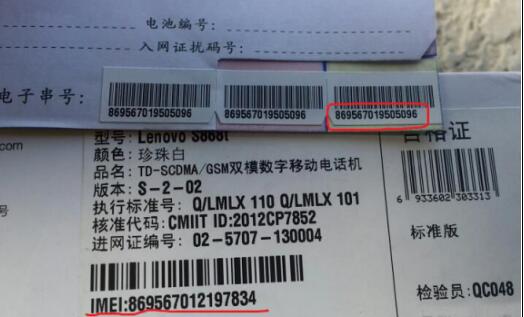 电池编号:
入网证扰码号:
电子串号:
869567019505096 869567019505096 869567019505096
型号: Lenovo S868t
颜色: 珍珠白
品名: TD-SCDMA/GSM双模数字移动电话机
版本: S-2-02
执行标准号: Q/LMLX 110 Q/LMLX 101
核准代码: CMIIT ID:2012CP7852
进网证编号: 02-5707-130004
IMEI:869567012197834
合格证
6 933602 303313
标准版
检验员: QC048